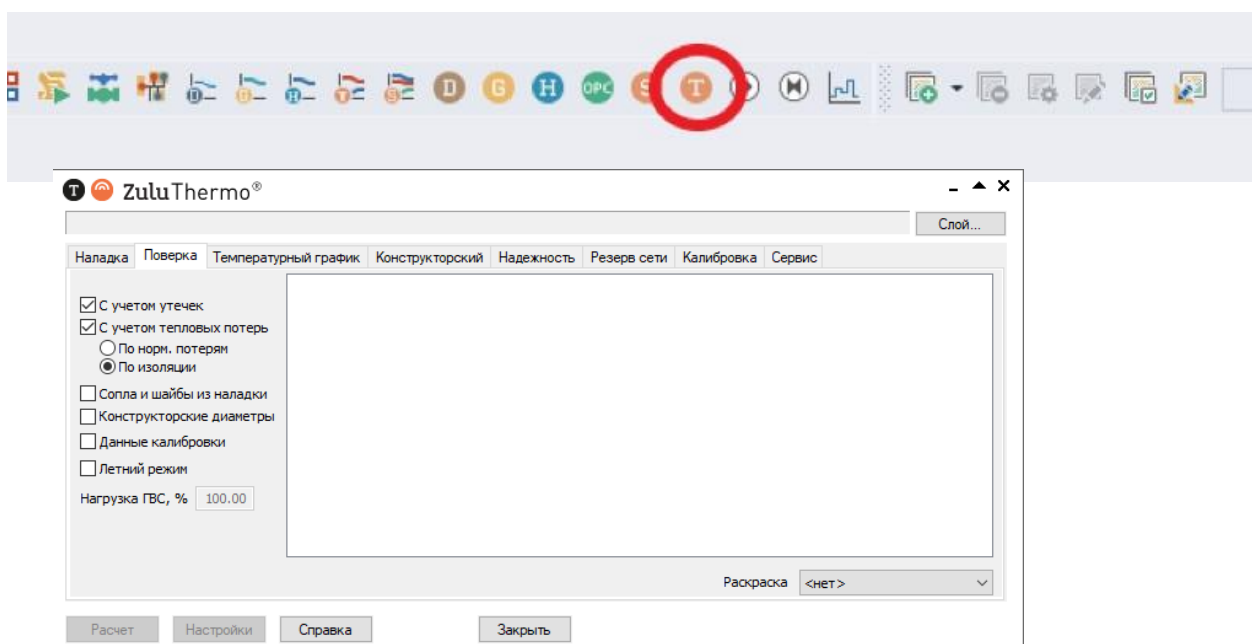 D G H OPC S T
T ZuluThermo®
Слой...
Наладка Поверка Температурный график Конструкторский Надежность Резерв сети Калибровка Сервис
С учетом утечек
С учетом тепловых потерь
По норм. потерям
По изоляции
Сопла и шайбы из наладки
Конструкторские диаметры
Данные калибровки
Летний режим
Нагрузка ГВС, % 100.00
Раскраска <нет>
Расчет Настройки Справка Закрыть